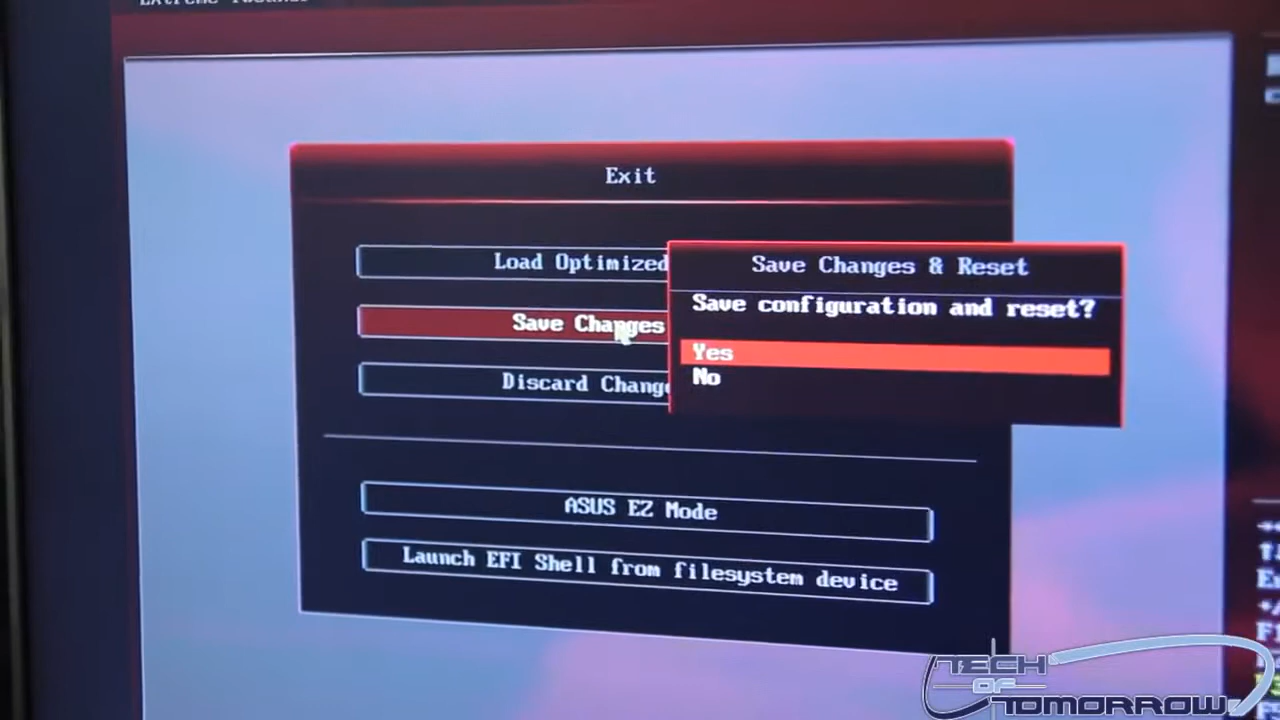 Exit
Load Optimized
Save Changes
Discard Change
Save Changes & Reset
Save configuration and reset?
Yes
No
ASUS EZ Mode
Launch EFI Shell from filesystem device
TECH
OF
TOMORROW